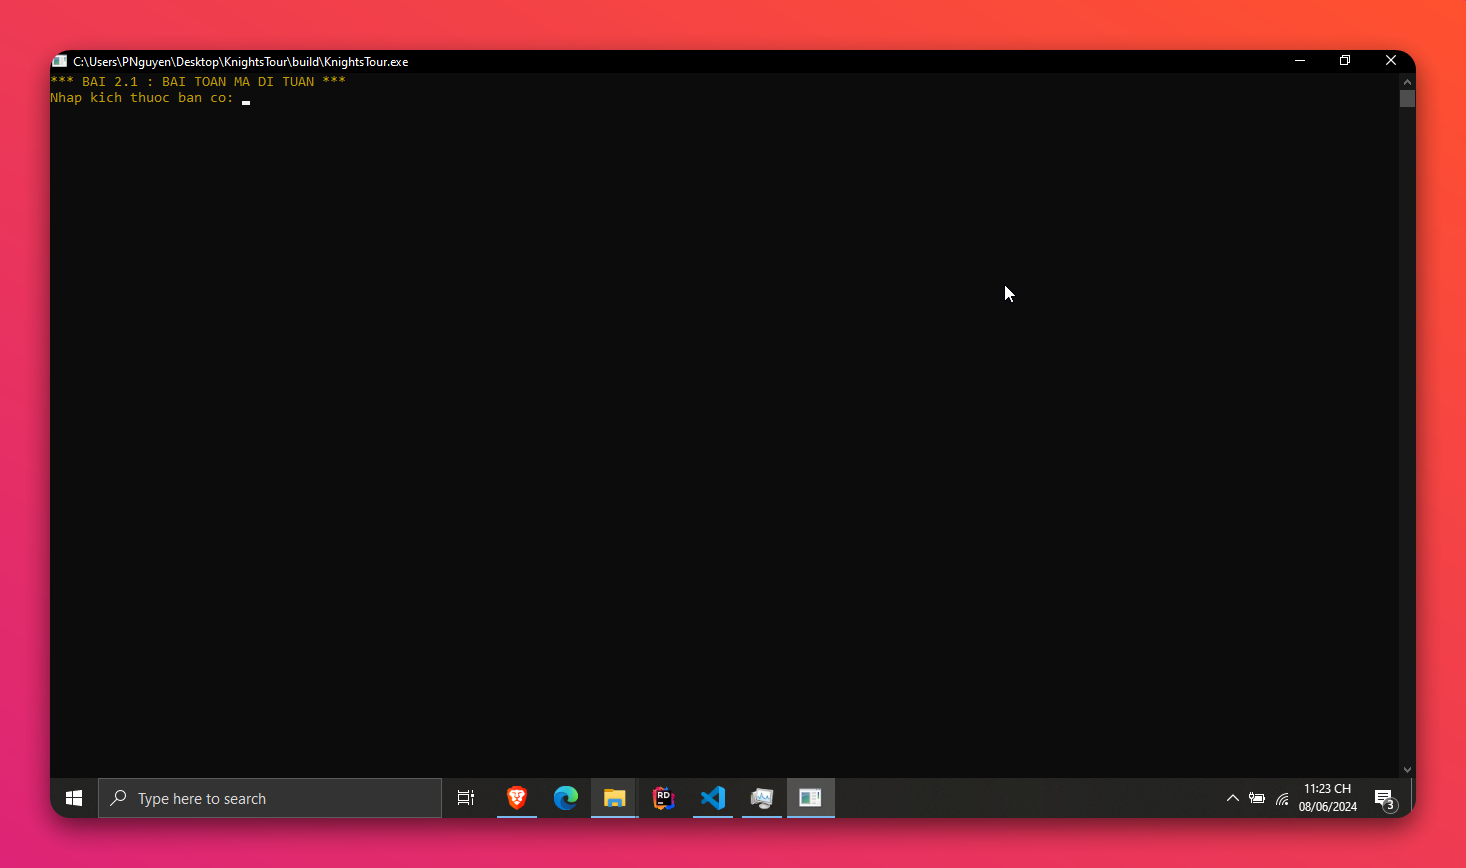 C:\Users\PNguyen\Desktop\KnightsTour\build\KnightsTour.exe
*** BAI 2.1 : BAI TOAN MA DI TUAN ***
Nhap kich thuoc ban co:
Type here to search
RD
11:23 CH
08/06/2024
3